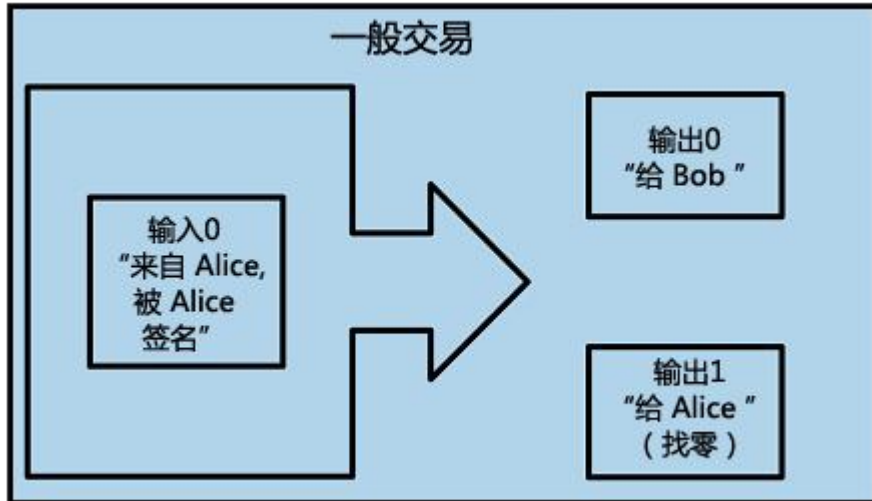 一般交易
输入0
“来自 Alice,
被 Alice
签名”
输出0
“给 Bob ”
输出1
“给 Alice ”
（ 找零 ）